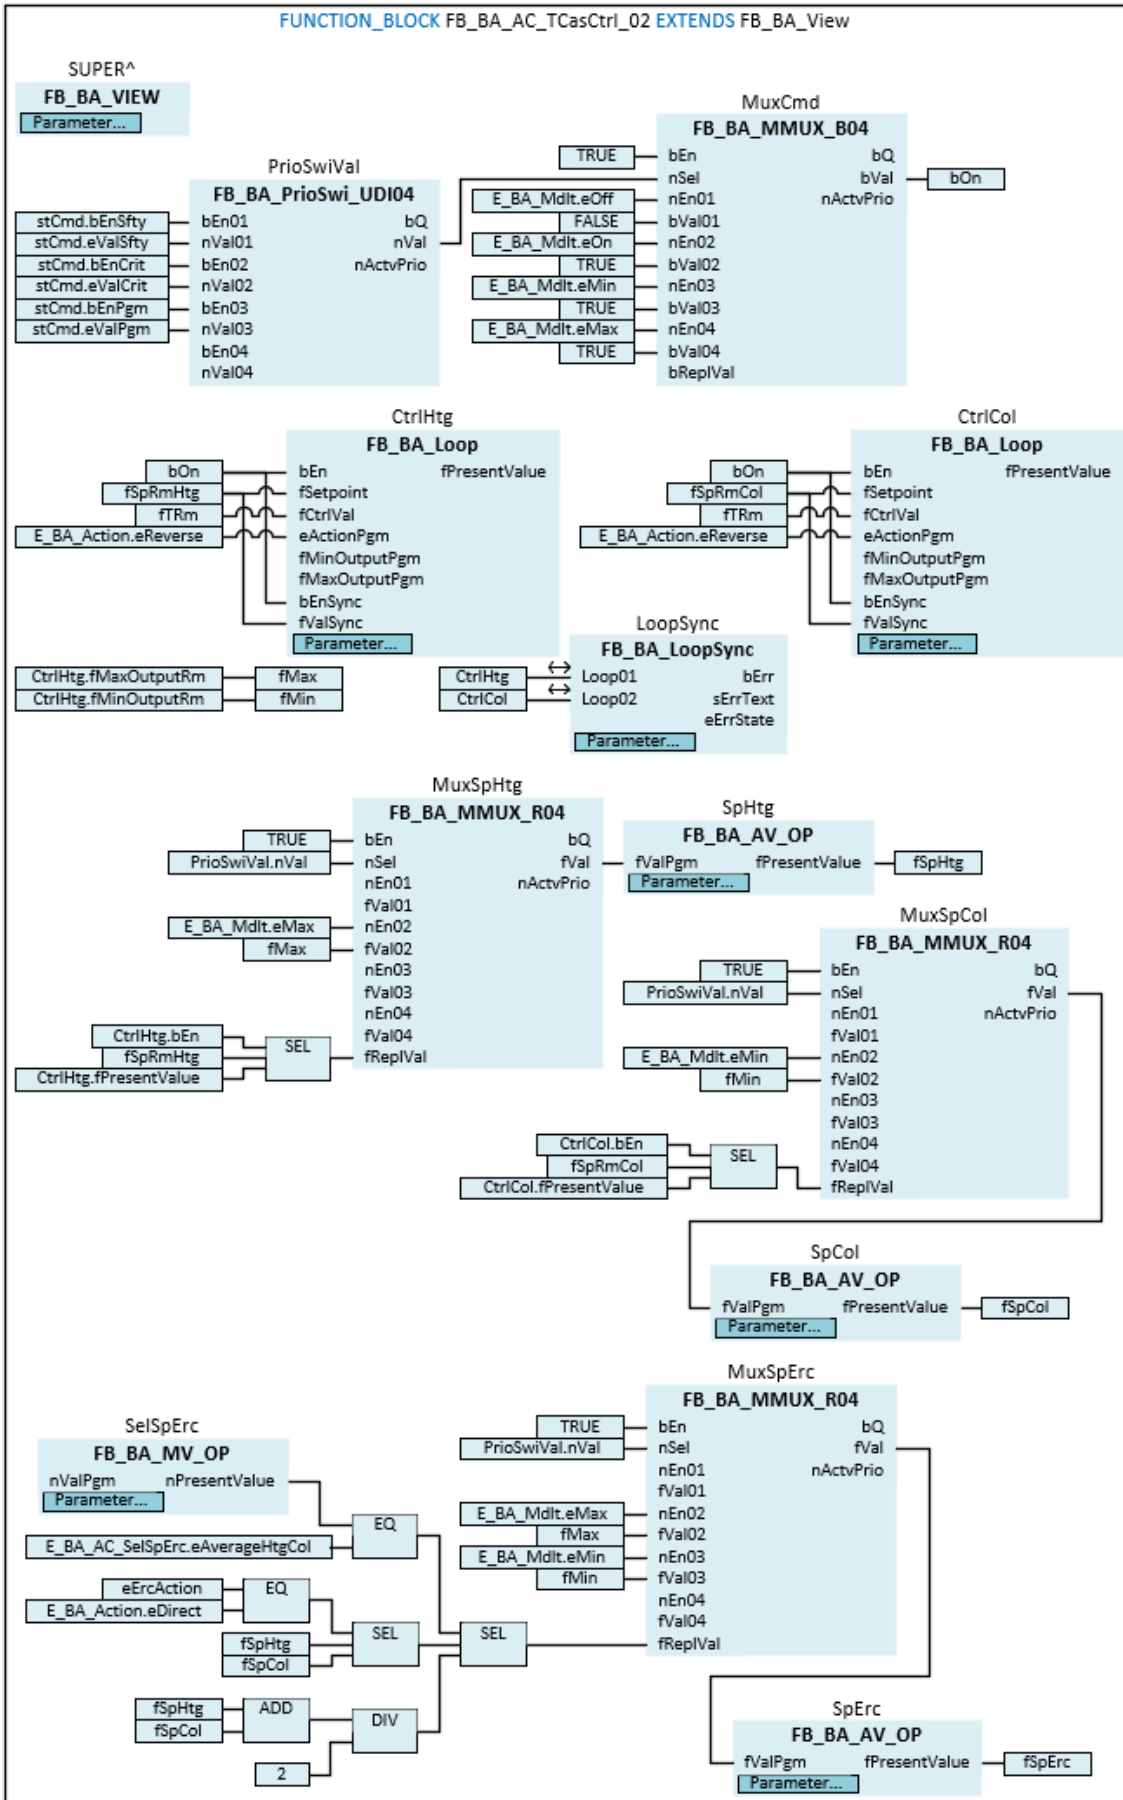 FUNCTION_BLOCK FB_BA_AC_TCasCtrl_02 EXTENDS FB_BA_View
SUPER^
FB_BA_VIEW
Parameter...
PrioSwiVal
FB_BA_PrioSwi_UDI04
stCmd.bEnSfty bEn01 bQ
stCmd.eValSfty nVal01 nVal
stCmd.bEnCrit bEn02 nActvPrio
stCmd.eValCrit nVal02
stCmd.bEnPgm bEn03
stCmd.eValPgm nVal03
bEn04
nVal04
MuxCmd
FB_BA_MMUX_B04
TRUE bEn bQ
nSel bVal bOn
E_BA_Mdlt.eOff nEn01 nActvPrio
FALSE bVal01
E_BA_Mdlt.eOn nEn02
TRUE bVal02
E_BA_Mdlt.eMin nEn03
TRUE bVal03
E_BA_Mdlt.eMax nEn04
TRUE bVal04
bReplVal
CtrlHtg
FB_BA_Loop
bOn bEn fPresentValue
fSpRmHtg fSetpoint
fTRm fCtrlVal
E_BA_Action.eReverse eActionPgm
fMinOutputPgm
fMaxOutputPgm
bEnSync
fValSync
Parameter...
CtrlCol
FB_BA_Loop
bOn bEn fPresentValue
fSpRmCol fSetpoint
fTRm fCtrlVal
E_BA_Action.eReverse eActionPgm
fMinOutputPgm
fMaxOutputPgm
bEnSync
fValSync
Parameter...
CtrlHtg.fMaxOutputRm fMax
CtrlHtg.fMinOutputRm fMin
LoopSync
FB_BA_LoopSync
CtrlHtg Loop01 bErr
CtrlCol Loop02 sErrText
eErrState
Parameter...
MuxSpHtg
FB_BA_MMUX_R04
TRUE bEn bQ
PrioSwiVal.nVal nSel fVal
nEn01 nActvPrio
fVal01
E_BA_Mdlt.eMax nEn02
fMax fVal02
nEn03
fVal03
nEn04
fVal04
CtrlHtg.bEn SEL fReplVal
fSpRmHtg
CtrlHtg.fPresentValue
SpHtg
FB_BA_AV_OP
fValPgm fPresentValue fSpHtg
Parameter...
MuxSpCol
FB_BA_MMUX_R04
TRUE bEn bQ
PrioSwiVal.nVal nSel fVal
nEn01 nActvPrio
fVal01
E_BA_Mdlt.eMin nEn02
fMin fVal02
nEn03
fVal03
nEn04
fVal04
CtrlCol.bEn SEL fReplVal
fSpRmCol
CtrlCol.fPresentValue
SpCol
FB_BA_AV_OP
fValPgm fPresentValue fSpCol
Parameter...
MuxSpErc
FB_BA_MMUX_R04
TRUE bEn bQ
PrioSwiVal.nVal nSel fVal
nEn01 nActvPrio
fVal01
E_BA_Mdlt.eMax nEn02
fMax fVal02
E_BA_Mdlt.eMin nEn03
fMin fVal03
nEn04
fVal04
fReplVal
SelSpErc
FB_BA_MV_OP
nValPgm nPresentValue
Parameter...
E_BA_AC_SelSpErc.eAverageHtgCol EQ
eErcAction EQ
E_BA_Action.eDirect
fSpHtg SEL SEL
fSpCol
fSpHtg ADD
fSpCol DIV
2
SpErc
FB_BA_AV_OP
fValPgm fPresentValue fSpErc
Parameter...